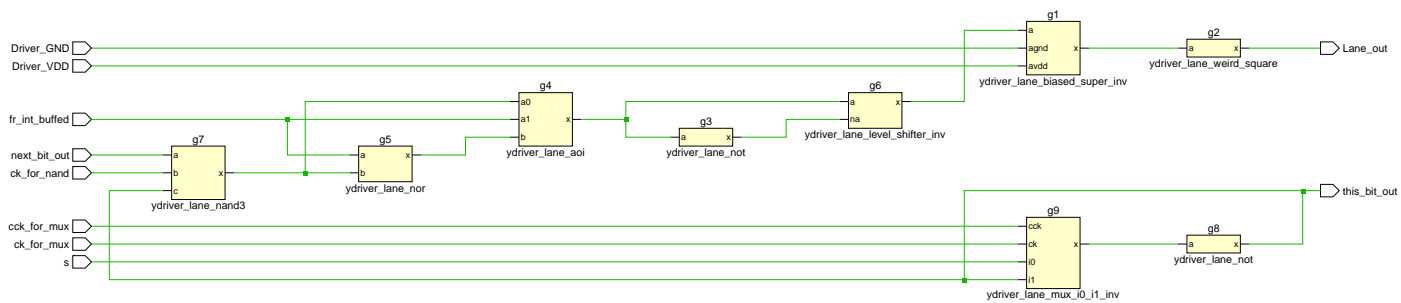 g1
Driver_GND
Driver_VDD
a
agnd
avdd
x
ydriver_lane_biased_super_inv
g2
a
x
ydriver_lane_weird_square
Lane_out
g4
a0
a1
b
x
ydriver_lane_aoi
g6
a
na
x
ydriver_lane_level_shifter_inv
g3
a
x
ydriver_lane_not
fr_int_buffed
next_bit_out
ck_for_nand
g7
a
b
c
x
ydriver_lane_nand3
g5
a
b
x
ydriver_lane_nor
this_bit_out
cck_for_mux
ck_for_mux
s
g9
cck
ck
i0
i1
x
ydriver_lane_mux_i0_i1_inv
g8
a
x
ydriver_lane_not